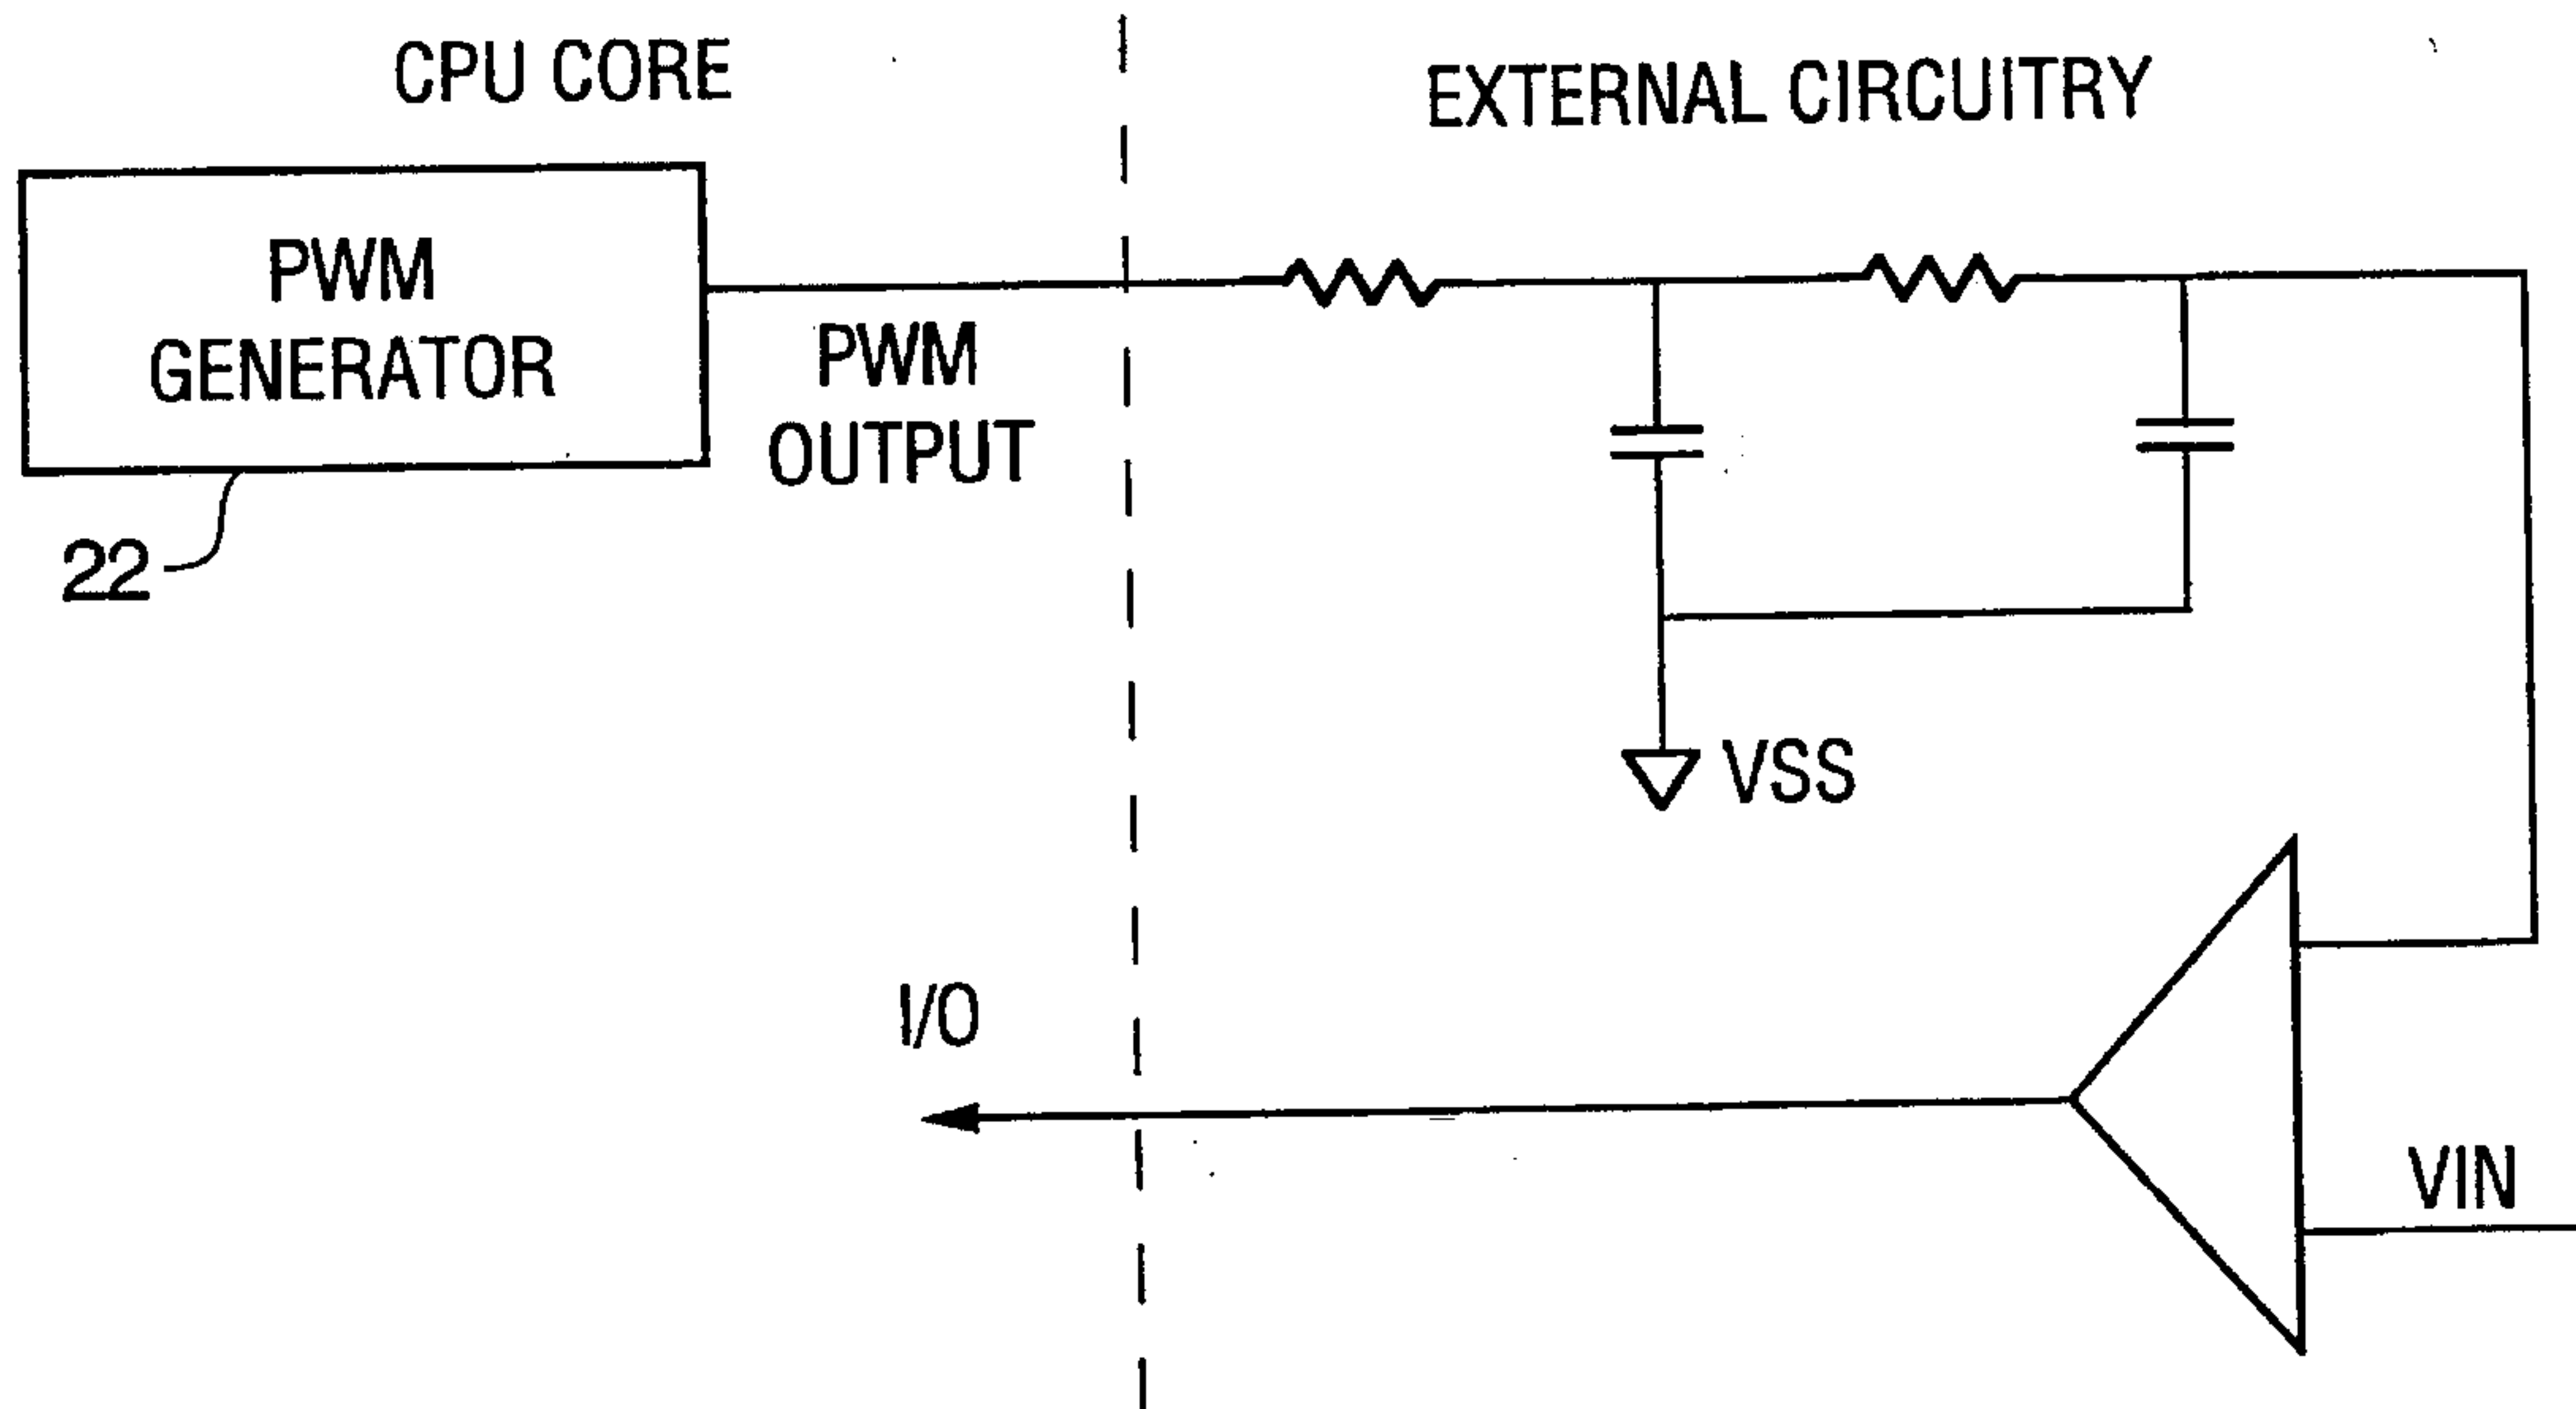 CPU CORE
EXTERNAL CIRCUITRY
PWM
GENERATOR
PWM
OUTPUT
22
VSS
I/O
VIN